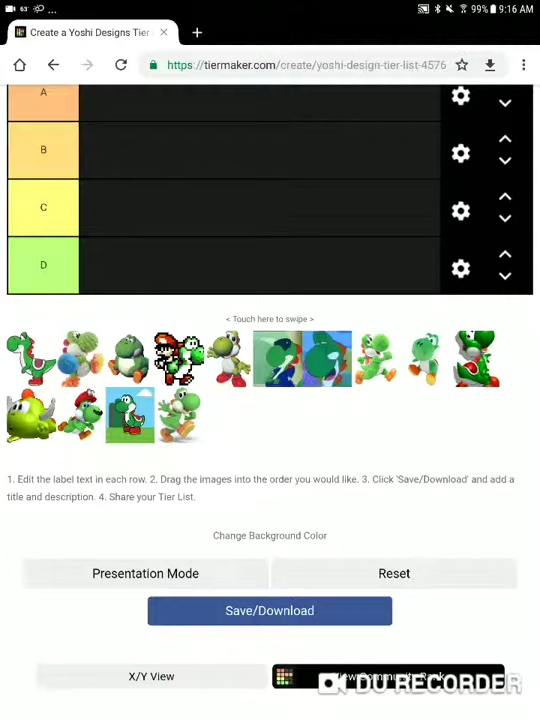 63°
...
99% 9:16 AM
Create a Yoshi Designs Tier
https://tiermaker.com/create/yoshi-design-tier-list-4576
A
B
C
D
< Touch here to swipe >
1. Edit the label text in each row. 2. Drag the images into the order you would like. 3. Click 'Save/Download' and add a
title and description. 4. Share your Tier List.
Change Background Color
Presentation Mode
Reset
Save/Download
X/Y View
View Community Rank
DU RECORDER